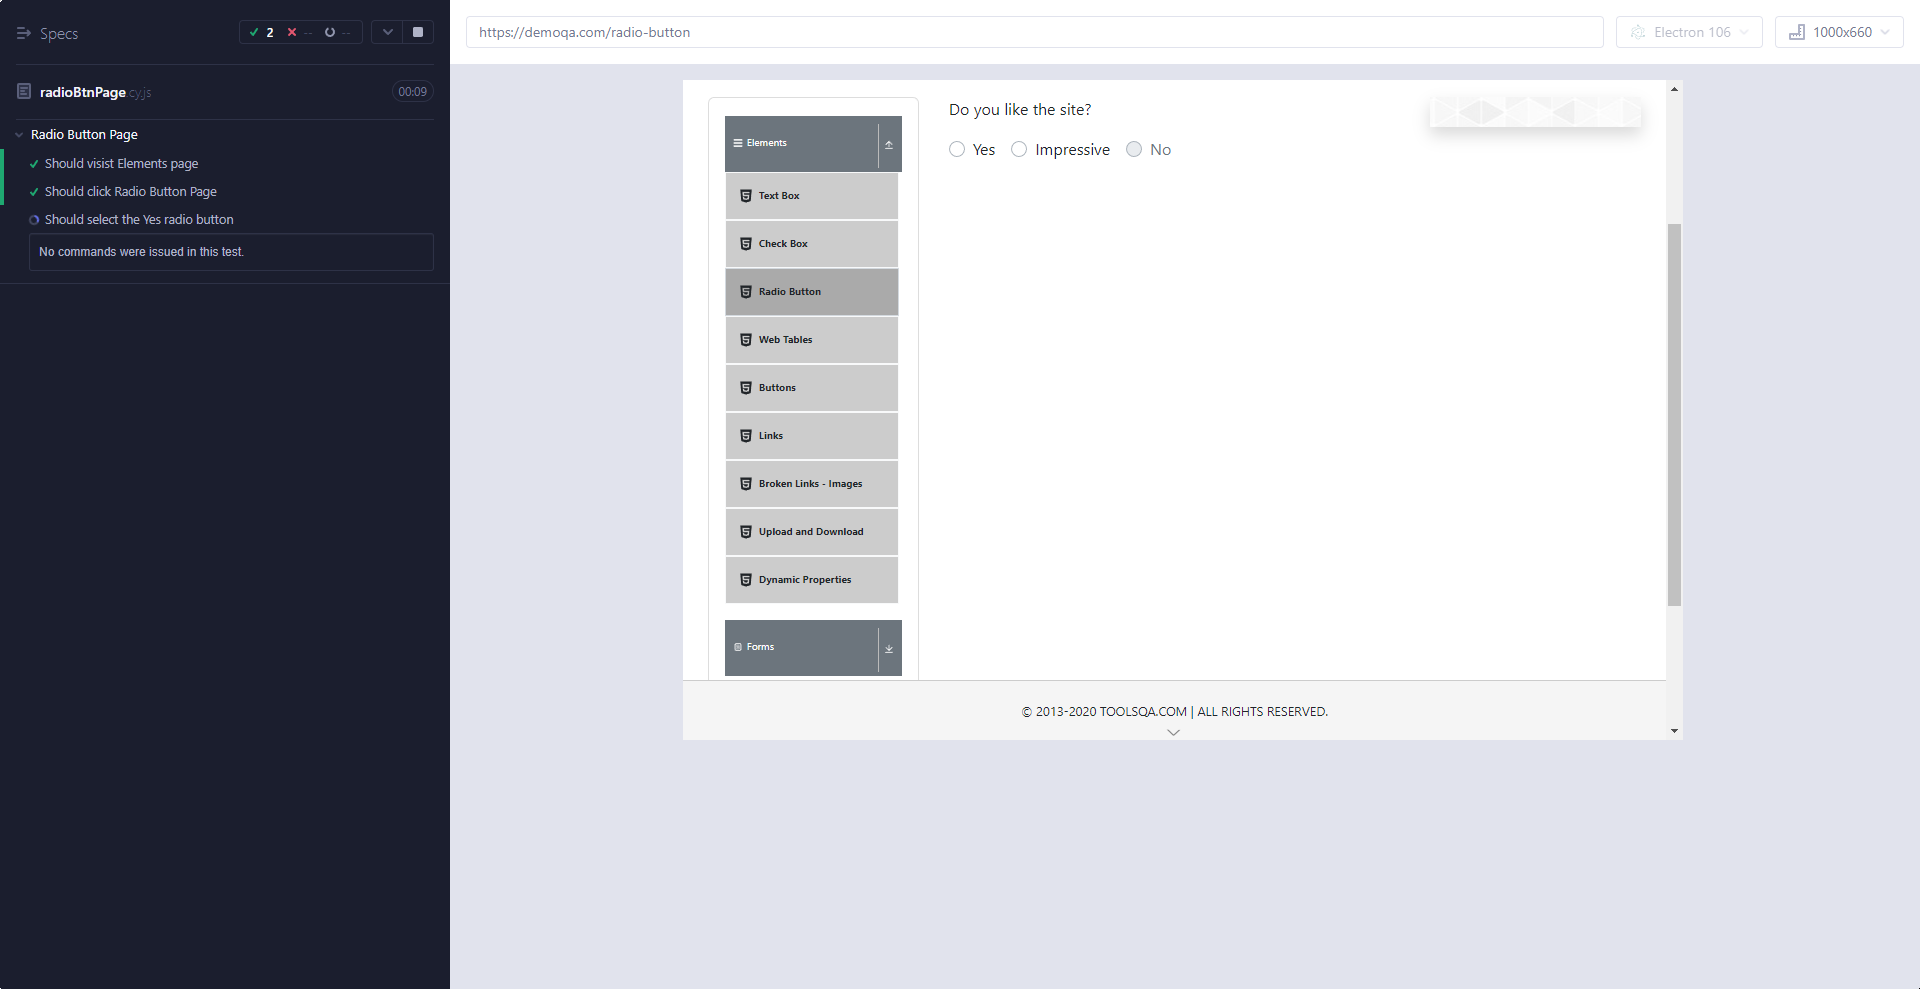 Specs
2 -- --
radioBtnPage.cy.js
00:09
Radio Button Page
Should visist Elements page
Should click Radio Button Page
Should select the Yes radio button
No commands were issued in this test.
https://demoqa.com/radio-button
Electron 106
1000x660
Elements
Text Box
Check Box
Radio Button
Web Tables
Buttons
Links
Broken Links - Images
Upload and Download
Dynamic Properties
Forms
Do you like the site?
Yes Impressive No
© 2013-2020 TOOLSQA.COM | ALL RIGHTS RESERVED.